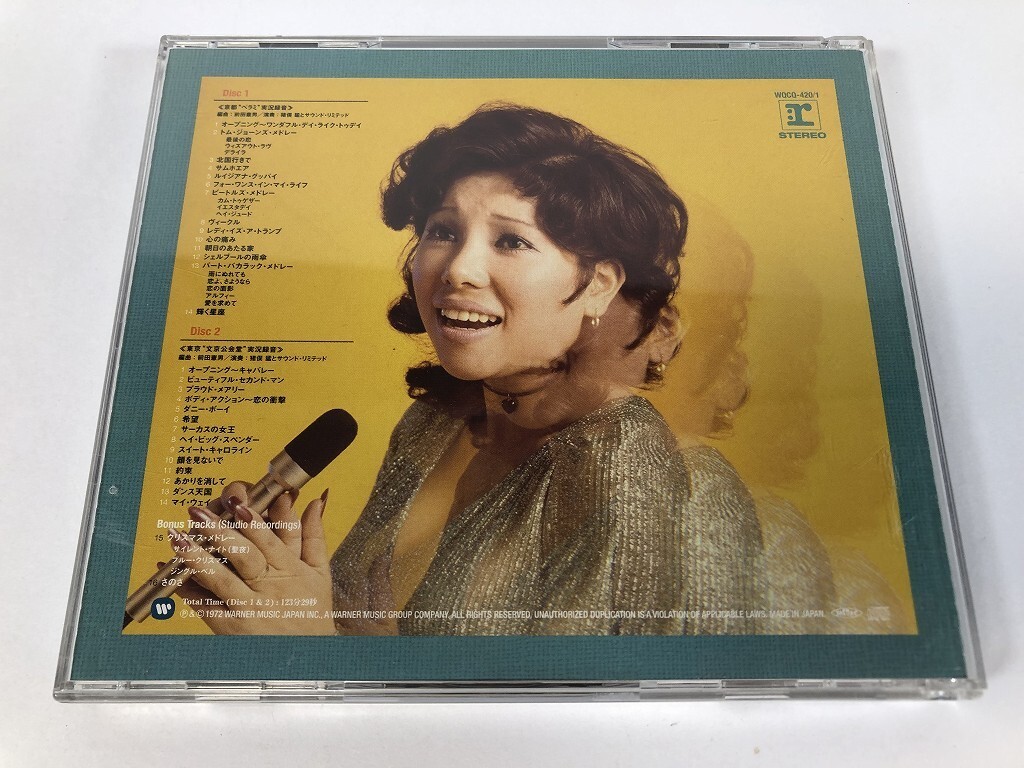 Disc 1
《京都"ベラミ"実況録音》
編曲：前田憲男／演奏：猪俣 猛とサウンド・リミテッド
1 オープニング〜ワンダフル・デイ・ライク・トゥデイ
2 トム・ジョーンズ・メドレー
最後の恋
ウィズアウト・ラヴ
デライラ
3 北国行きで
4 サムホエア
5 ルイジアナ・グッバイ
6 フォー・ワンス・イン・マイ・ライフ
7 ビートルズ・メドレー
カム・トゥゲザー
イエスタデイ
ヘイ・ジュード
8 ヴィークル
9 レディ・イズ・ア・トランプ
10 心の痛み
11 朝日のあたる家
12 シェルブールの雨傘
13 バート・バカラック・メドレー
雨にぬれても
恋よ、さようなら
恋の面影
アルフィー
愛を求めて
14 輝く星座
Disc 2
《東京"文京公会堂"実況録音》
編曲：前田憲男／演奏：猪俣 猛とサウンド・リミテッド
1 オープニング〜キャバレー
2 ビューティフル・セカンド・マン
3 プラウド・メアリー
4 ボディ・アクション〜恋の衝撃
5 ダニー・ボーイ
6 希望
7 サーカスの女王
8 ヘイ・ビッグ・スペンダー
9 スイート・キャロライン
10 顔を見ないで
11 約束
12 あかりを消して
13 ダンス天国
14 マイ・ウェイ
Bonus Tracks (Studio Recordings)
15 クリスマス・メドレー
サイレント・ナイト(聖夜)
ブルー・クリスマス
ジングル・ベル
16 さのさ
Total Time (Disc 1 & 2) : 123分29秒
℗&© 1972 WARNER MUSIC JAPAN INC., A WARNER MUSIC GROUP COMPANY. ALL RIGHTS RESERVED. UNAUTHORIZED DUPLICATION IS A VIOLATION OF APPLICABLE LAWS. MADE IN JAPAN.
WQCQ-420/1
r
STEREO